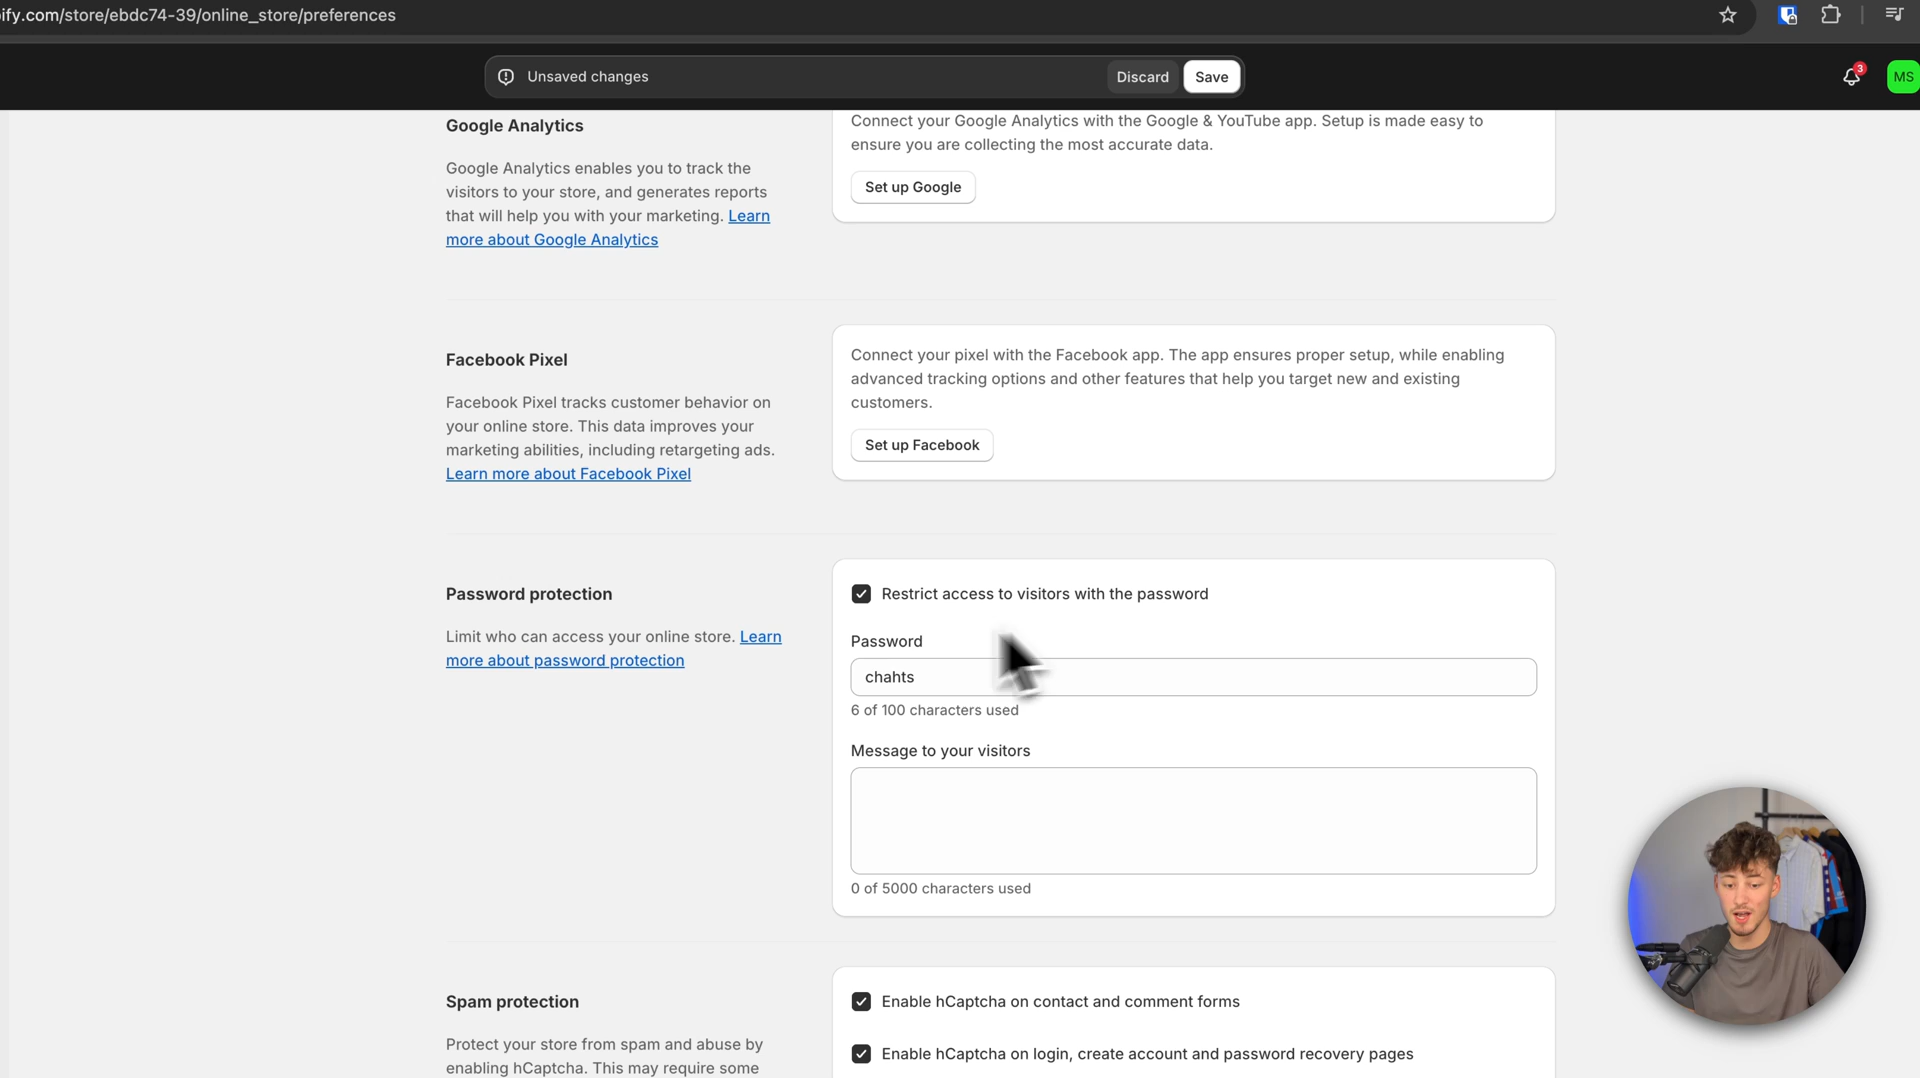 ify.com/store/ebdc74-39/online_store/preferences
Unsaved changes
Discard
Save
3
MS
Google Analytics
Google Analytics enables you to track the
visitors to your store, and generates reports
that will help you with your marketing. Learn
more about Google Analytics
Connect your Google Analytics with the Google & YouTube app. Setup is made easy to
ensure you are collecting the most accurate data.
Set up Google
Facebook Pixel
Facebook Pixel tracks customer behavior on
your online store. This data improves your
marketing abilities, including retargeting ads.
Learn more about Facebook Pixel
Connect your pixel with the Facebook app. The app ensures proper setup, while enabling
advanced tracking options and other features that help you target new and existing
customers.
Set up Facebook
Password protection
Limit who can access your online store. Learn
more about password protection
Restrict access to visitors with the password
Password
chahts
6 of 100 characters used
Message to your visitors
0 of 5000 characters used
Spam protection
Protect your store from spam and abuse by
enabling hCaptcha. This may require some
Enable hCaptcha on contact and comment forms
Enable hCaptcha on login, create account and password recovery pages